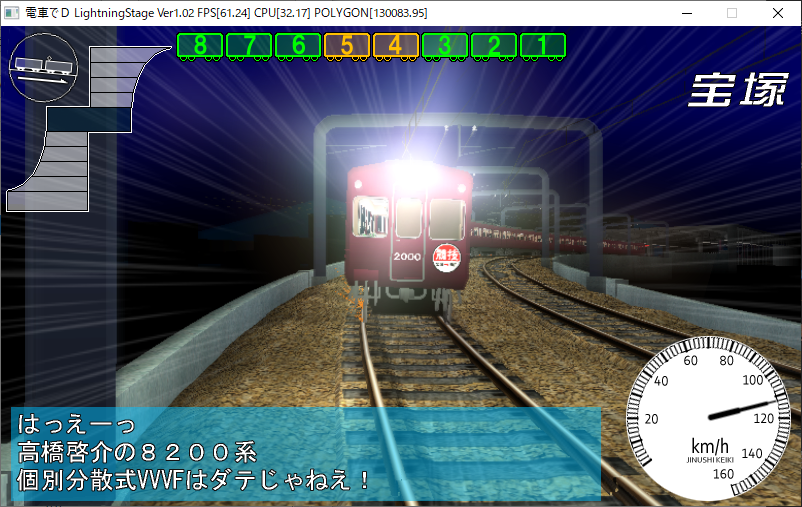 電車でD LightningStage Ver1.02 FPS[61.24] CPU[32.17] POLYGON[130083.95]
8 7 6 5 4 3 2 1
宝塚
2000
20 40 60 80 100 120 140 160
km/h
JINUSHI KEIKI
はっえーっ
高橋啓介の８２００系
個別分散式VVVFはダテじゃねえ！